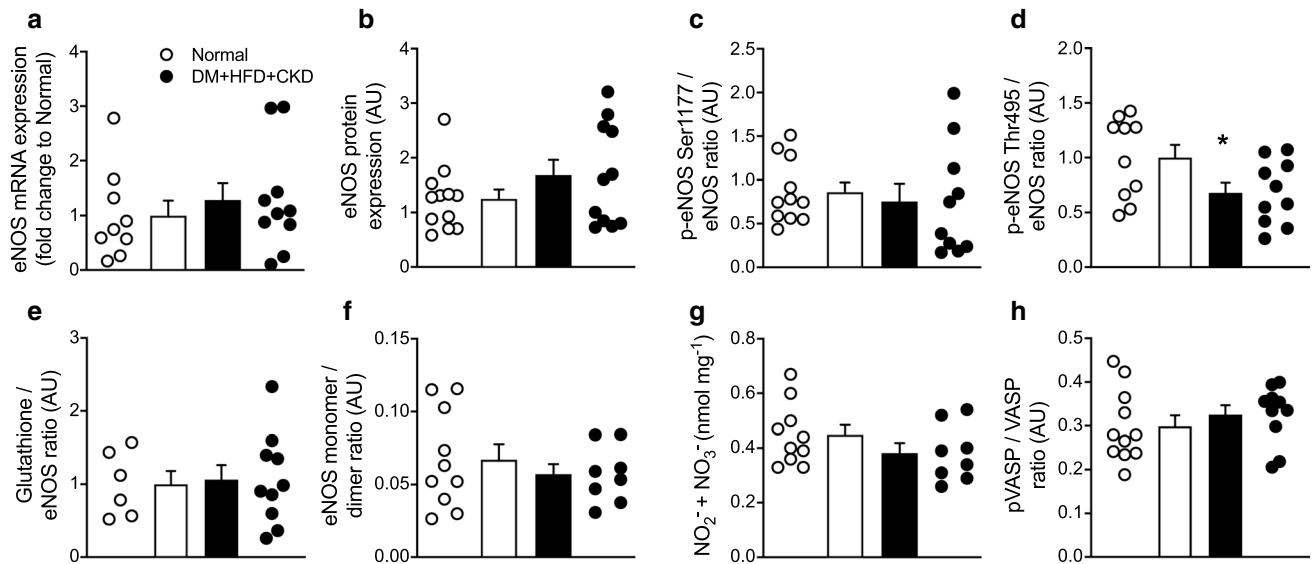 a
eNOS mRNA expression
(fold change to Normal)
4
3
2
1
0
Normal
DM+HFD+CKD
b
eNOS protein
expression (AU)
4
3
2
1
0
c
p-eNOS Ser1177 /
eNOS ratio (AU)
2.5
2.0
1.5
1.0
0.5
0.0
d
p-eNOS Thr495 /
eNOS ratio (AU)
2.0
1.5
1.0
0.5
0.0
*
e
Glutathione /
eNOS ratio (AU)
3
2
1
0
f
eNOS monomer /
dimer ratio (AU)
0.15
0.10
0.05
0.00
g
NO₂⁻ + NO₃⁻ (nmol mg⁻¹)
0.8
0.6
0.4
0.2
0.0
h
pVASP / VASP
ratio (AU)
0.5
0.4
0.3
0.2
0.1
0.0